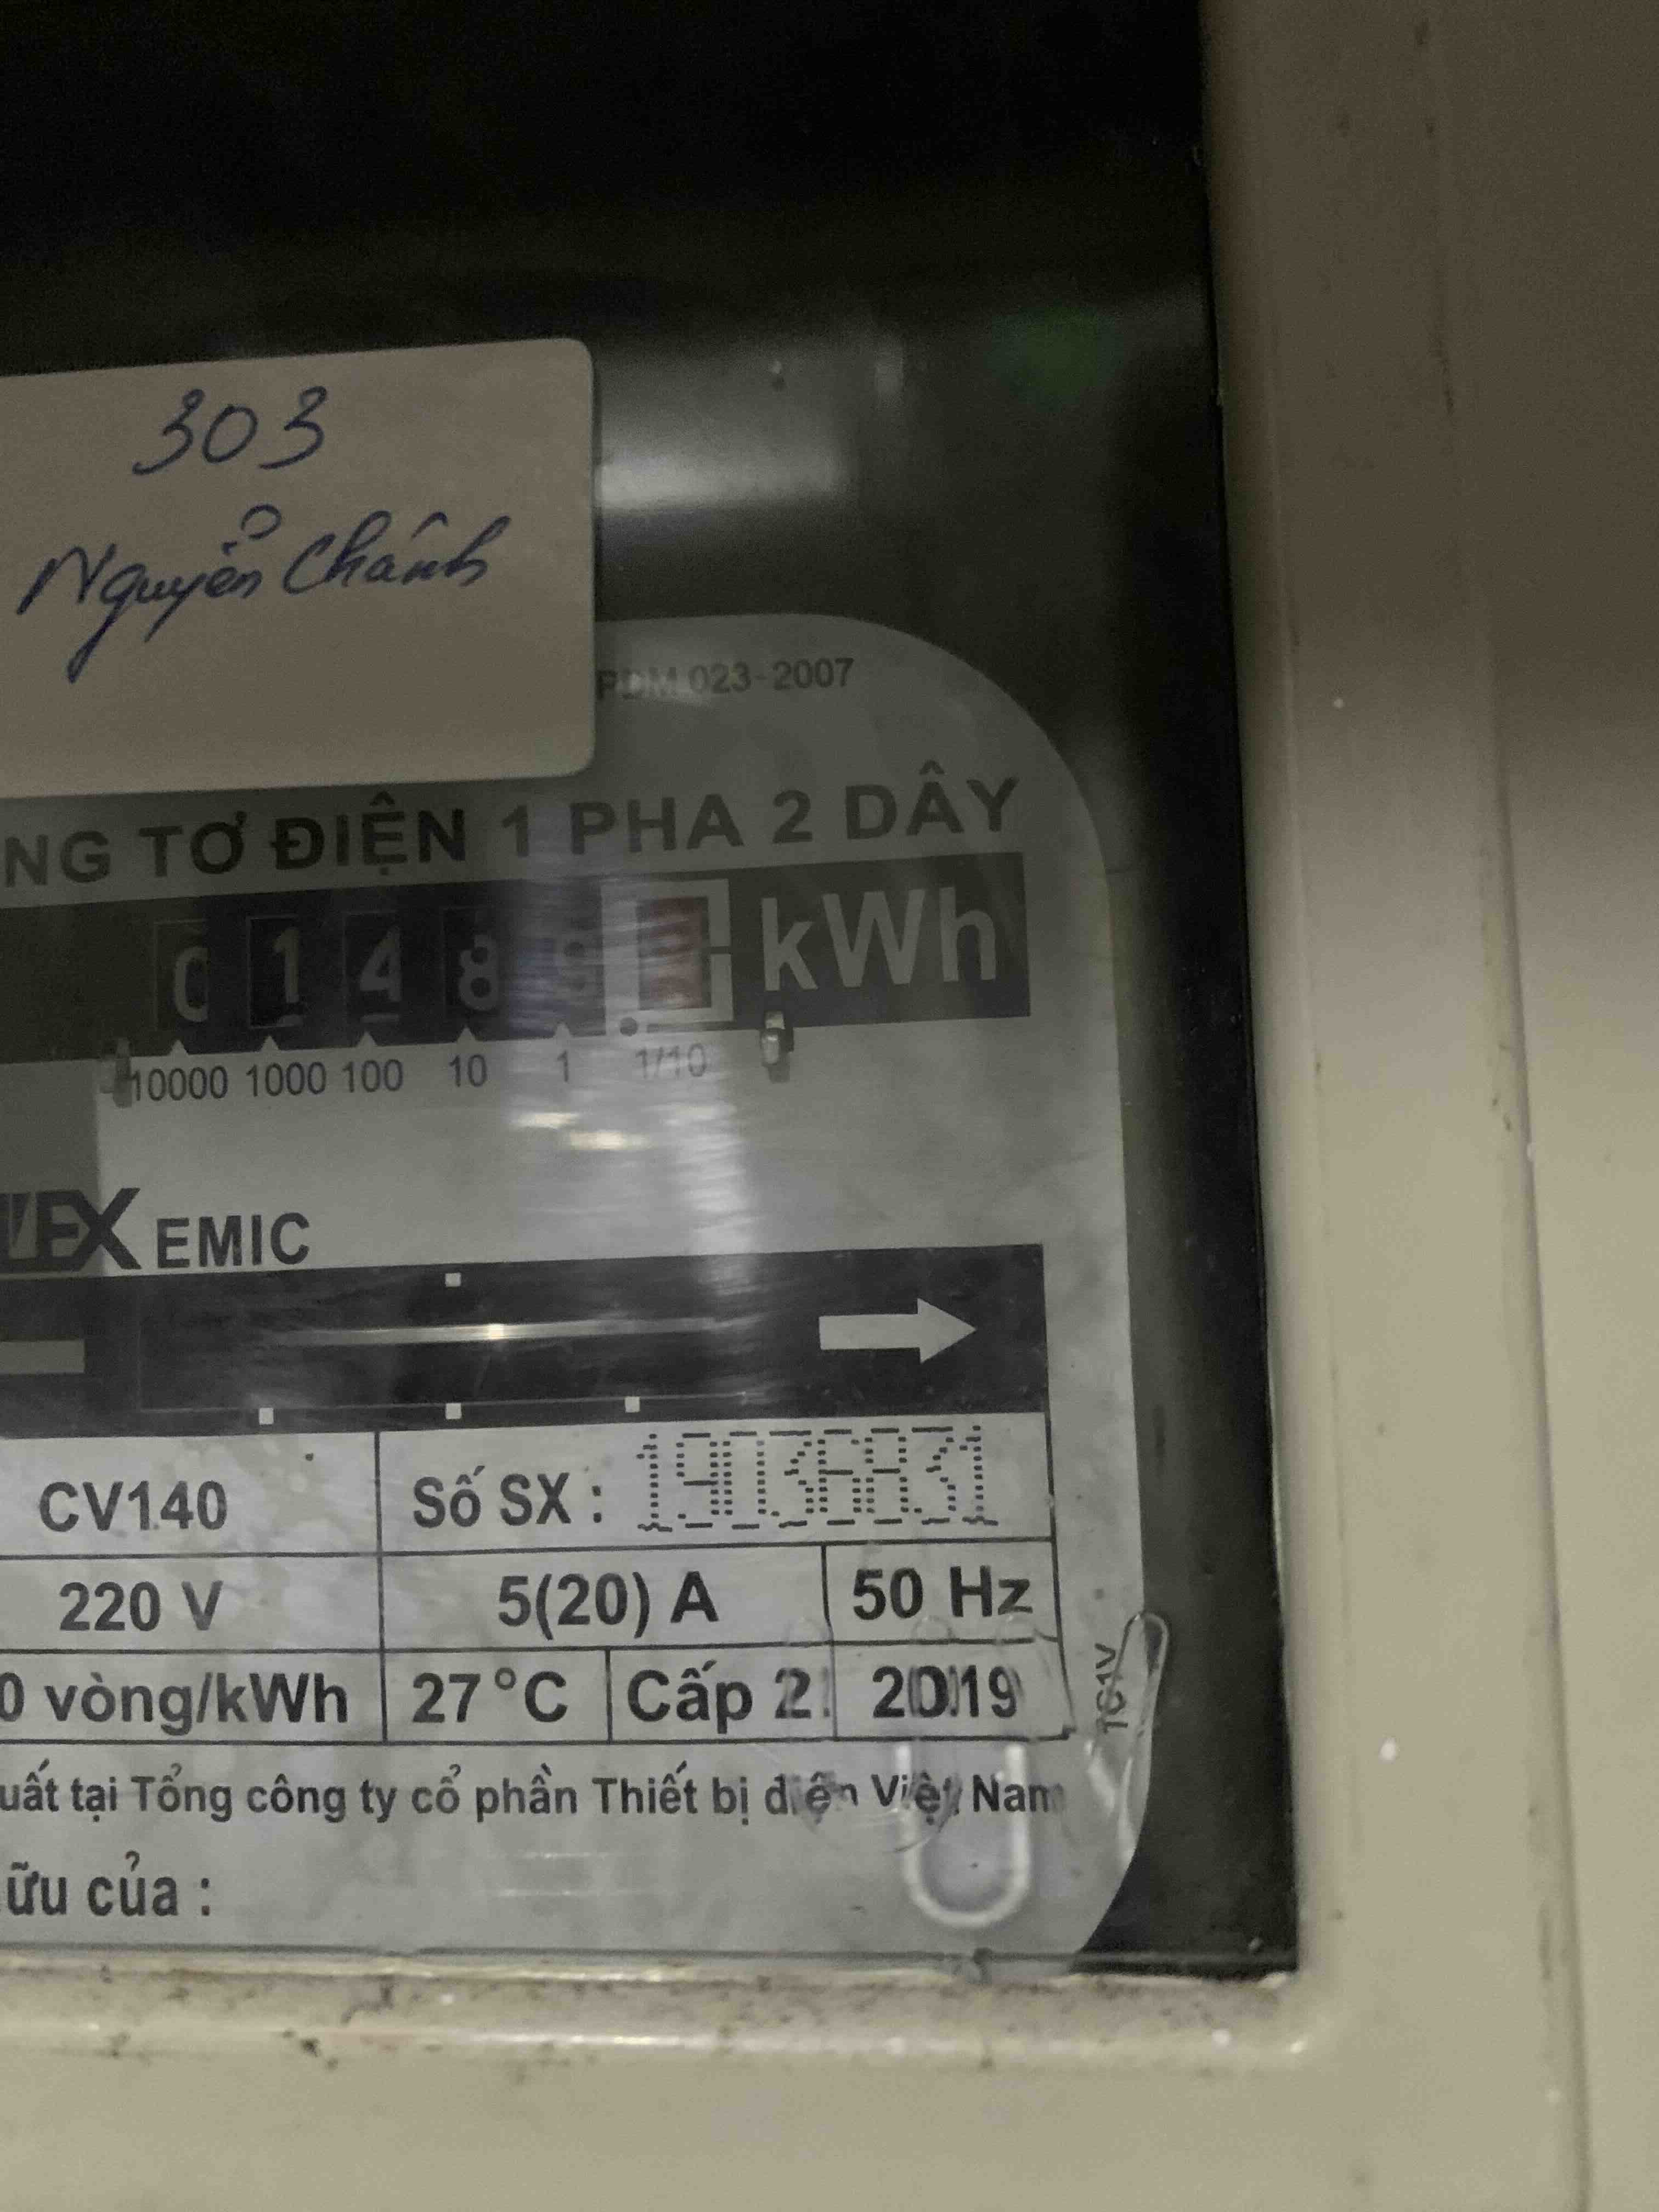 303
Nguyễn Chánh
PDM 023-2007
NG TƠ ĐIỆN 1 PHA 2 DÂY
0 1 4 8 kWh
10000 1000 100 10 1 1/10
EMIC
CV140 Số SX : 19036831
220 V 5(20) A 50 Hz
0 vòng/kWh 27°C Cấp 2 2019
TC1V
uất tại Tổng công ty cổ phần Thiết bị điện Việt Nam
ữu của :